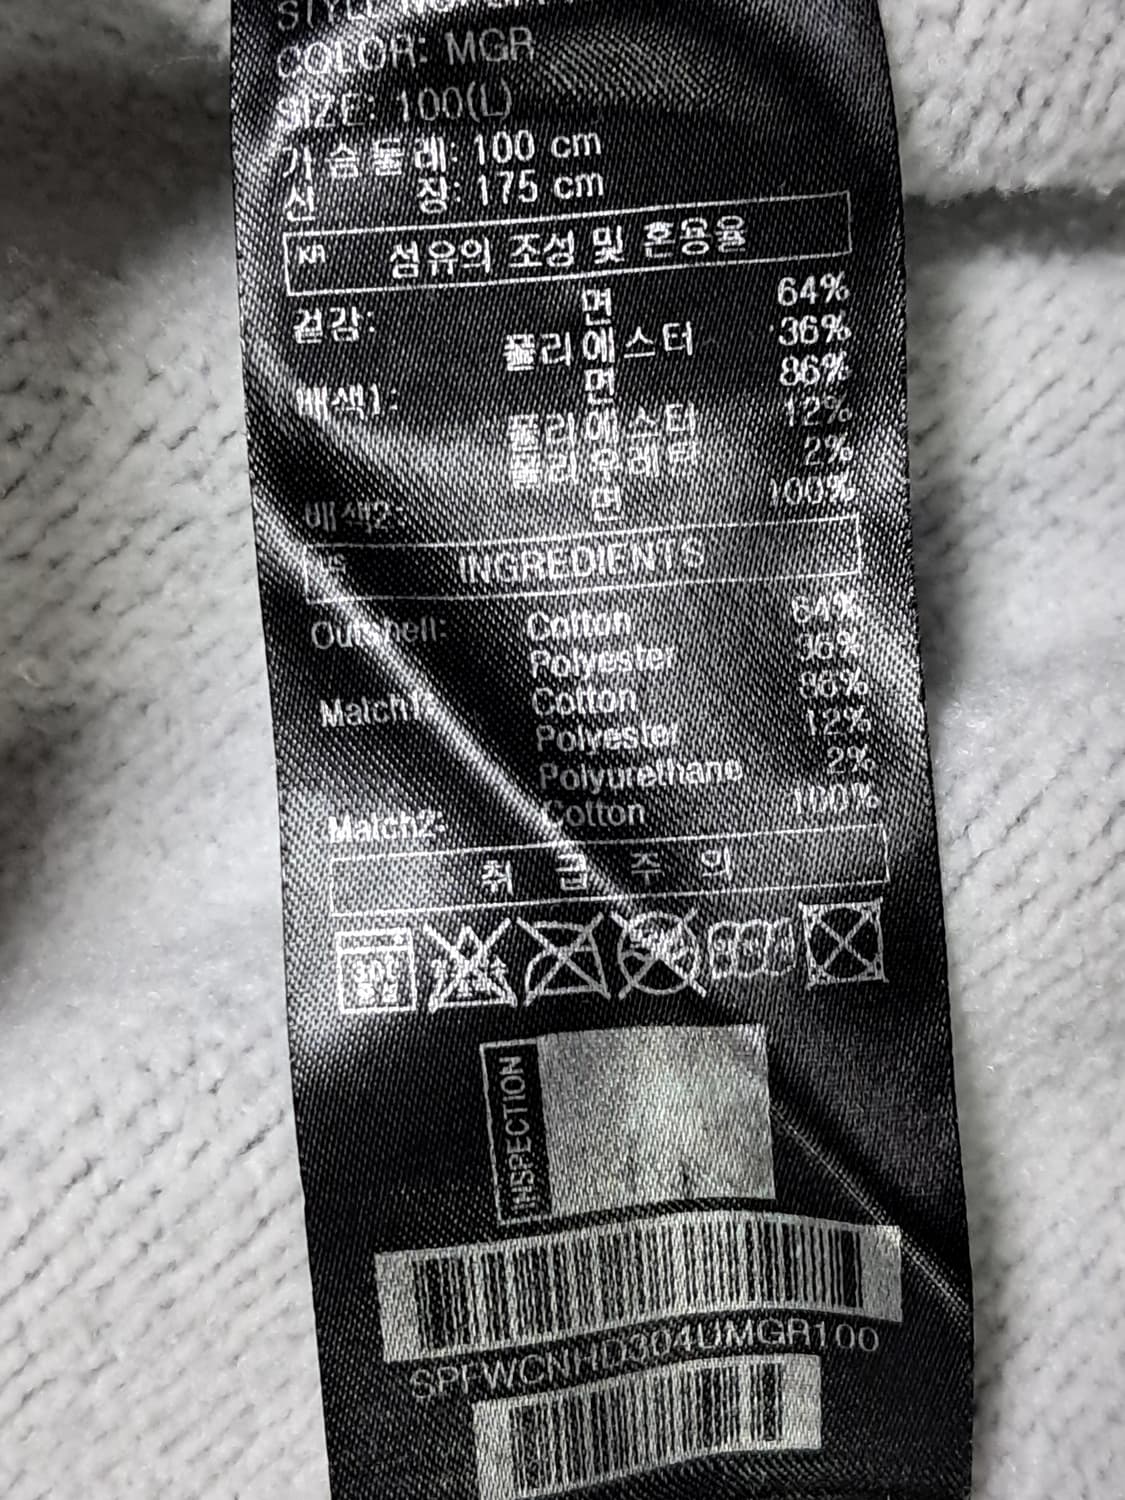 COLOR: MGR
SIZE: 100(L)
가슴둘레: 100 cm
신 장: 175 cm
KR 섬유의 조성 및 혼용율
겉감: 면 64%
폴리에스터 36%
배색1: 면 86%
폴리에스터 12%
폴리우레탄 2%
배색2: 면 100%
INGREDIENTS
Outshell: Cotton 64%
Polyester 36%
Match1: Cotton 86%
Polyester 12%
Polyurethane 2%
Match2: Cotton 100%
취 급 주 의
INSPECTION
SPFWCNHD304UMGR100